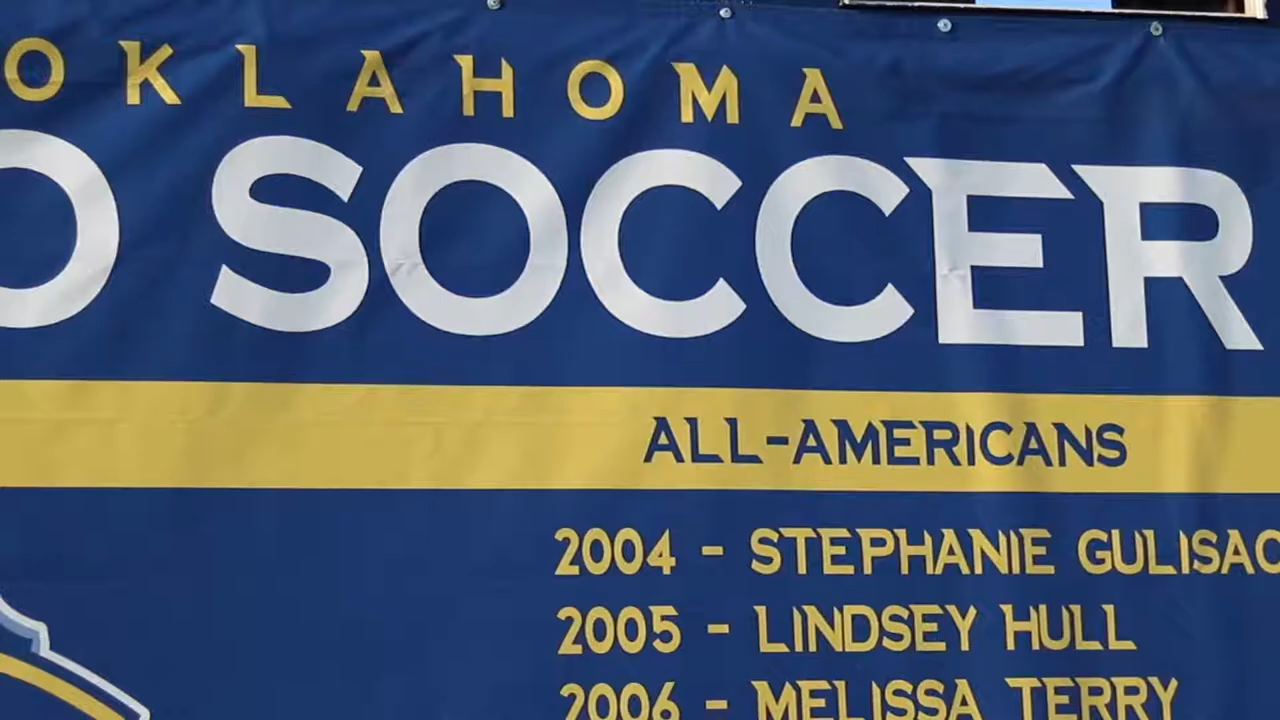 OKLAHOMA
SOCCER
ALL-AMERICANS
2004 - STEPHANIE
2005 - LINDSEY HULL
2006 - MELISSA TERRY